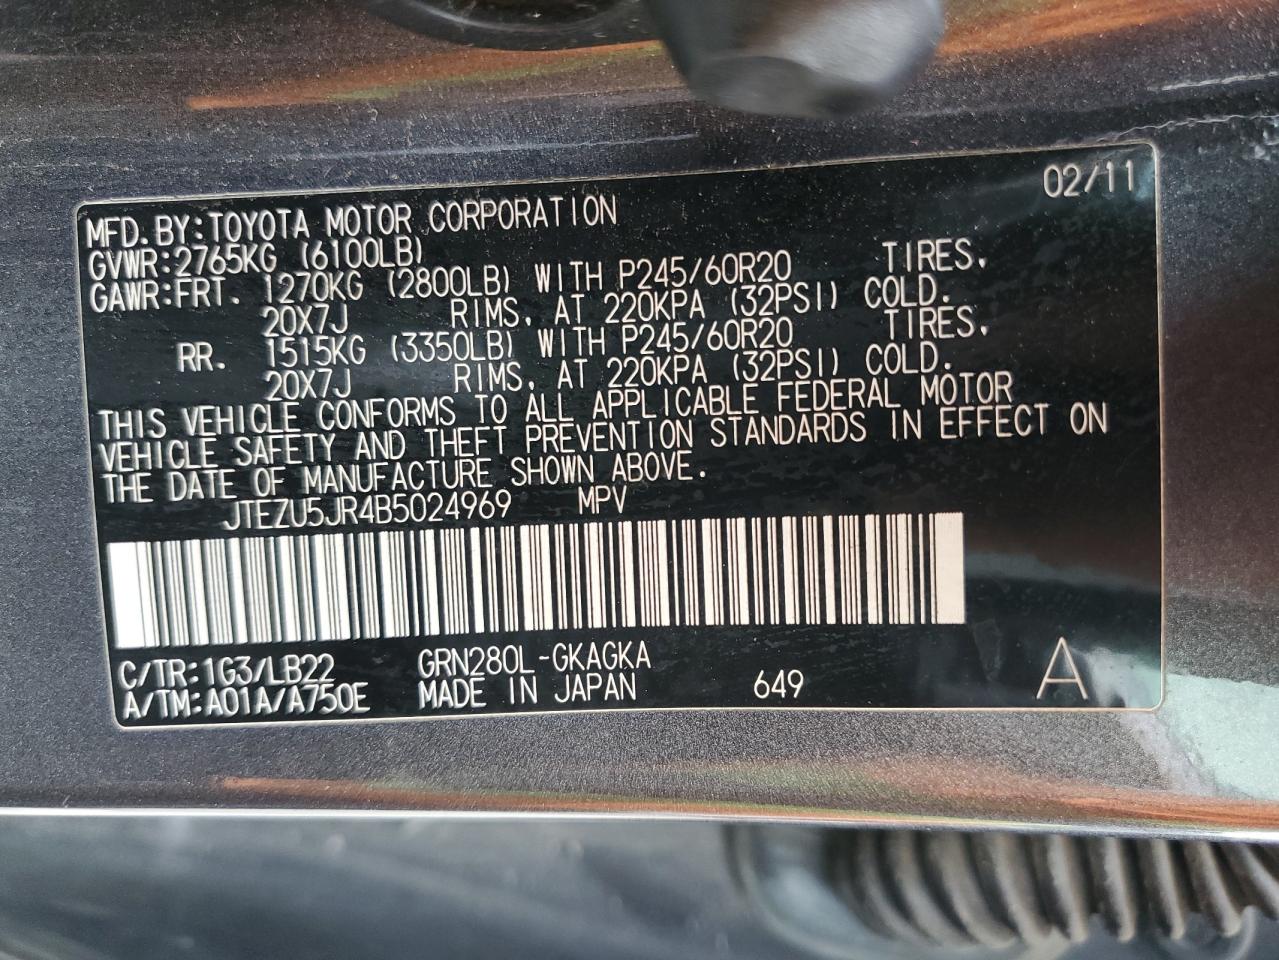 02/11
MFD.BY:TOYOTA MOTOR CORPORATION
GVWR:2765KG (6100LB)
GAWR:FRT. 1270KG (2800LB) WITH P245/60R20 TIRES,
20X7J RIMS, AT 220KPA (32PSI) COLD.
RR. 1515KG (3350LB) WITH P245/60R20 TIRES,
20X7J RIMS, AT 220KPA (32PSI) COLD.
THIS VEHICLE CONFORMS TO ALL APPLICABLE FEDERAL MOTOR
VEHICLE SAFETY AND THEFT PREVENTION STANDARDS IN EFFECT ON
THE DATE OF MANUFACTURE SHOWN ABOVE.
JTEZU5JR4B5024969 MPV
C/TR:1G3/LB22 GRN280L-GKAGKA
A/TM:A01A/A750E MADE IN JAPAN 649 A